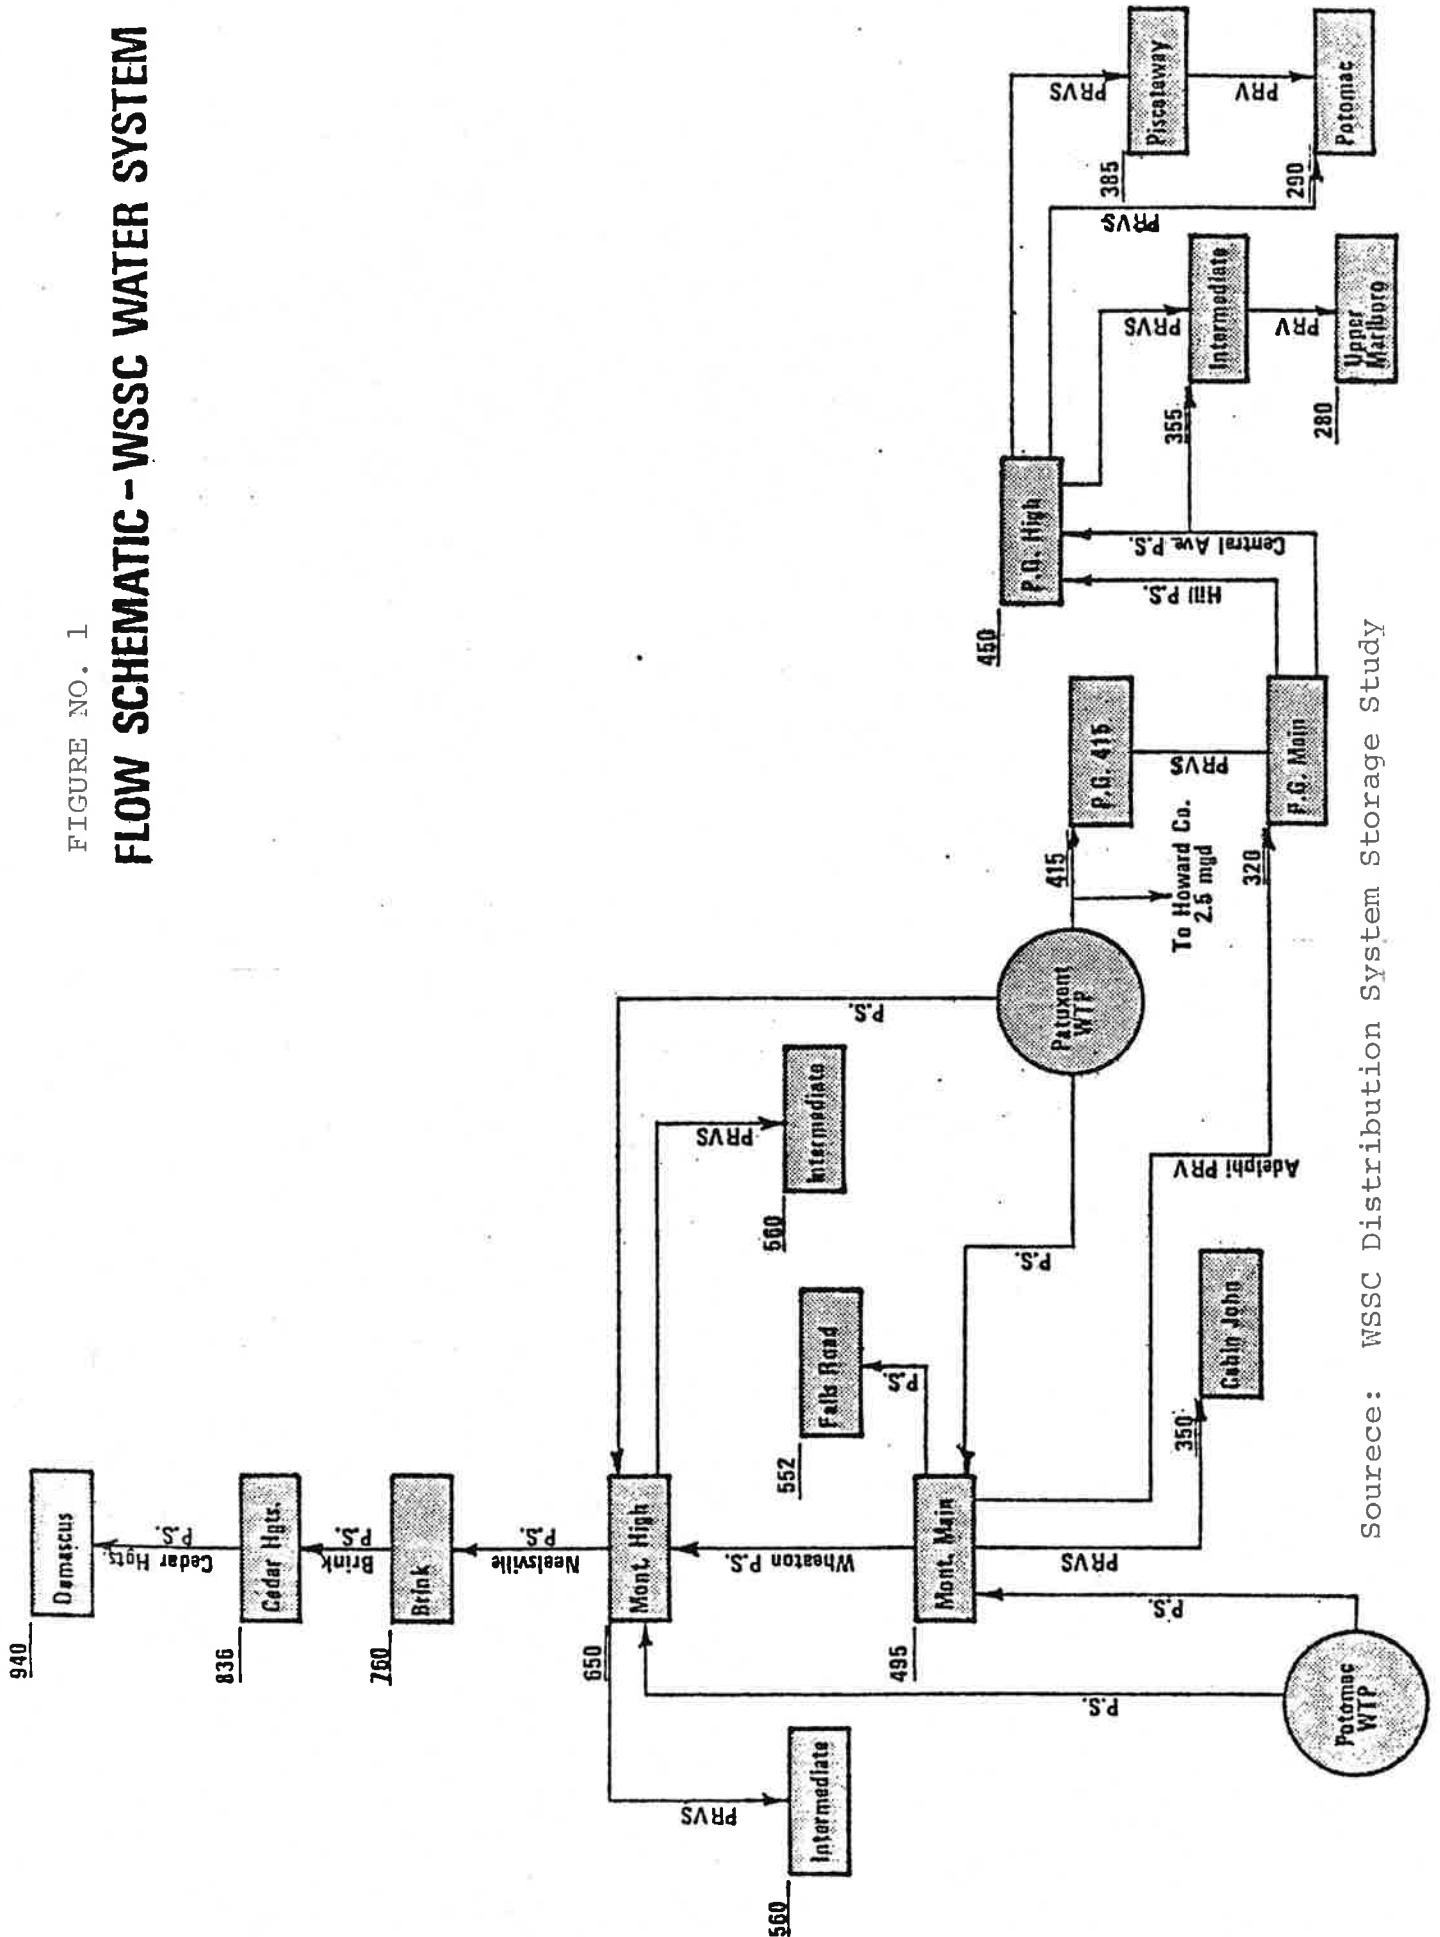 FIGURE NO. 1
FLOW SCHEMATIC - WSSC WATER SYSTEM
940
Damascus
Cedar Hgts.
P.S.
836
Cedar Hgts.
Brink
P.S.
760
Brink
Nealsville
P.S.
650
Mont. High
PRVS
560
Intermediate
PRVS
560
Intermediate
P.S.
Wheaton P.S.
552
Falls Road
P.S.
495
Mont. Main
P.S.
P.S.
Potomac
WTP
PRVS
350
Cabin John
P.S.
Patuxent
WTP
Adelphi PRV
415
P.G. 415
To Howard Co.
2.5 mgd
PRVS
320
P.G. Main
Hill P.S.
Central Ave P.S.
450
P.G. High
PRVS
355
Intermediate
PRV
280
Upper
Marlboro
PRVS
385
Piscataway
PRV
PRVS
290
Potomac
Sourece: WSSC Distribution System Storage Study